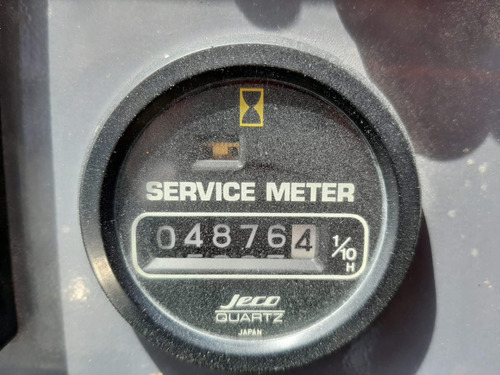 SERVICE METER
048764 1/10
H
Jeco
QUARTZ
JAPAN